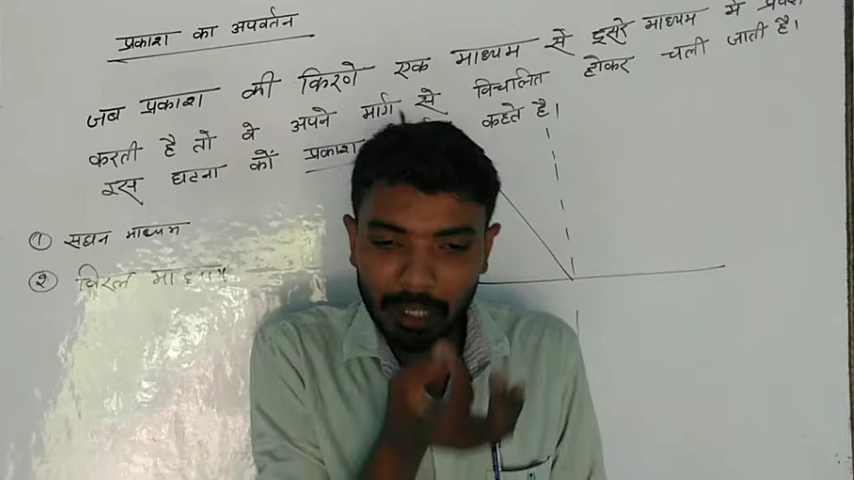 प्रकाश का अपवर्तन
जब प्रकाश की किरणे एक माध्यम से दूसरे माध्यम में
करती है तो वे अपने मार्ग से विचालित होकर चली जाती है।
इस घटना कों प्रकाश कहते है।
① सघन माध्यम
② विरल माध्यम